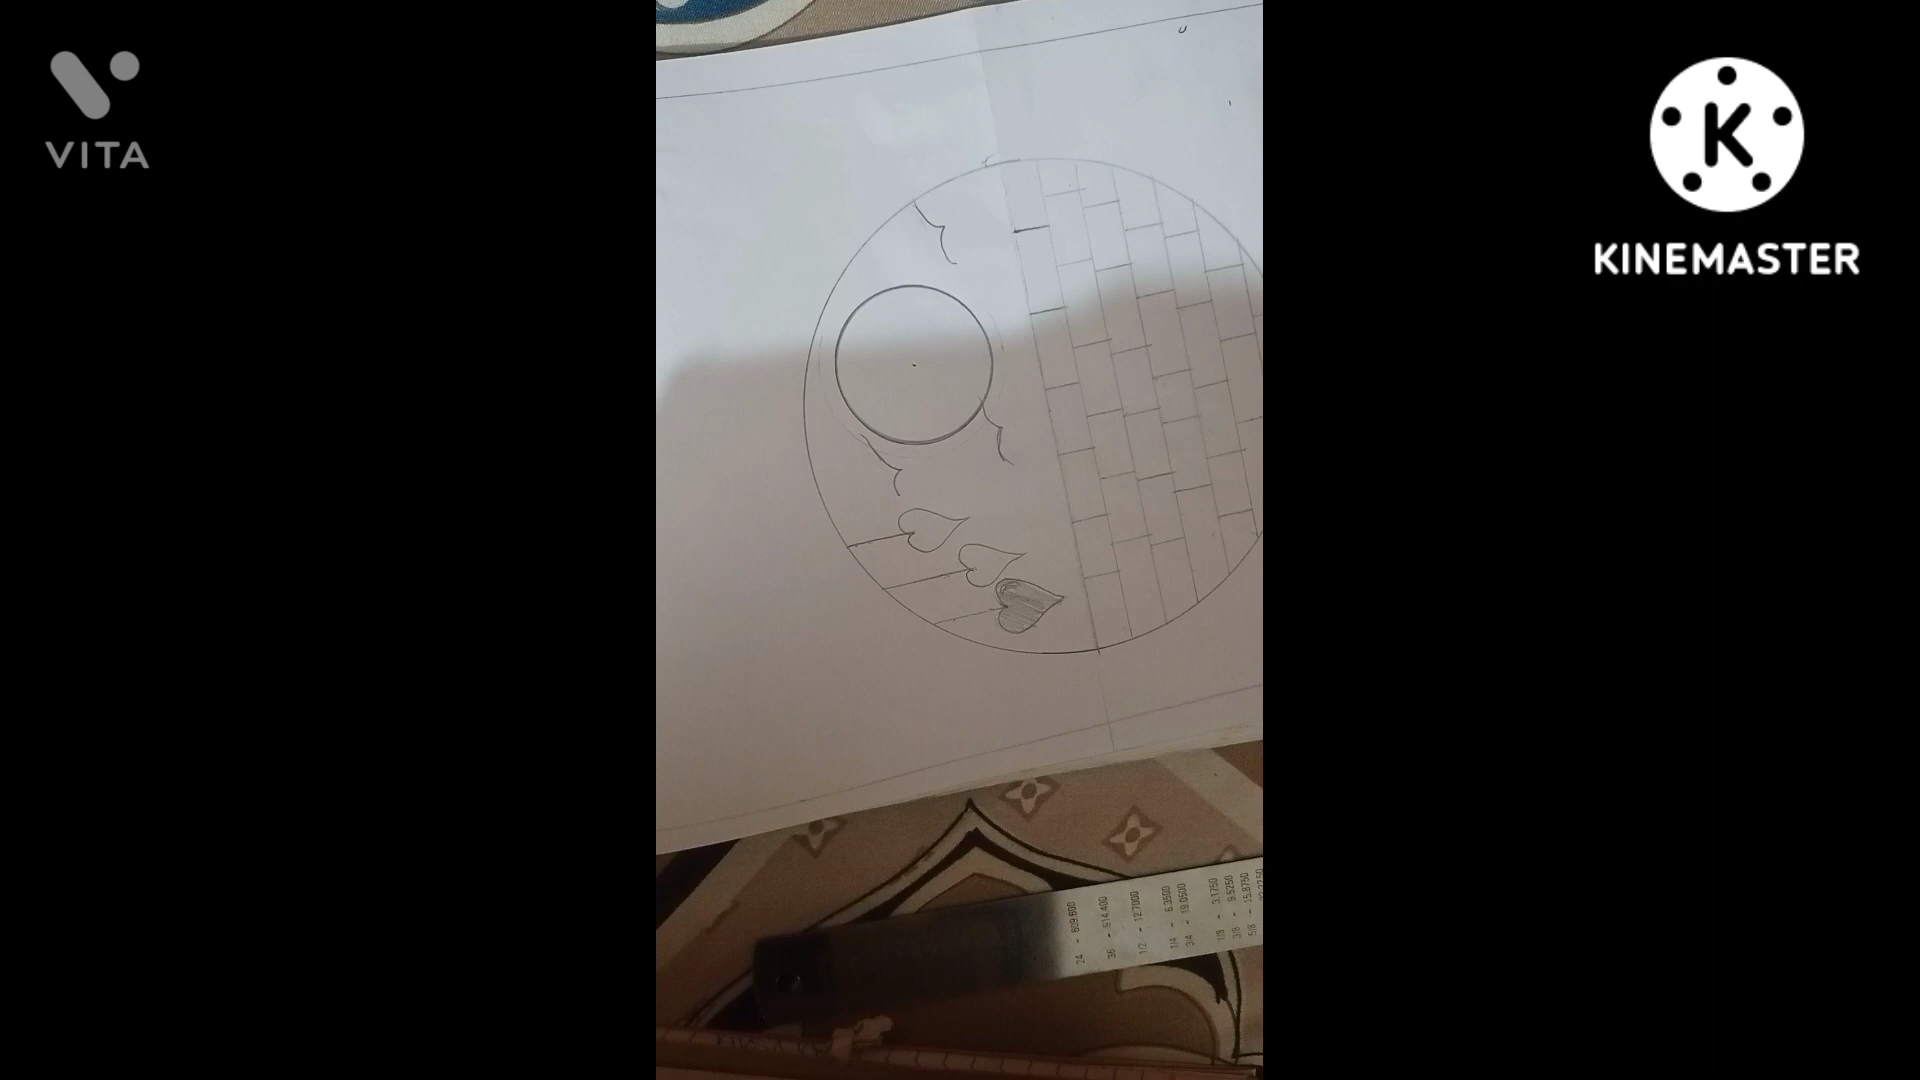 VITA
K
KINEMASTER
24 - 609.600
36 - 914.400
1/2 - 12.7000
1/4 - 6.3500
3/4 - 19.0500
1/8 - 3.1750
3/8 - 9.5250
5/8 - 15.8750